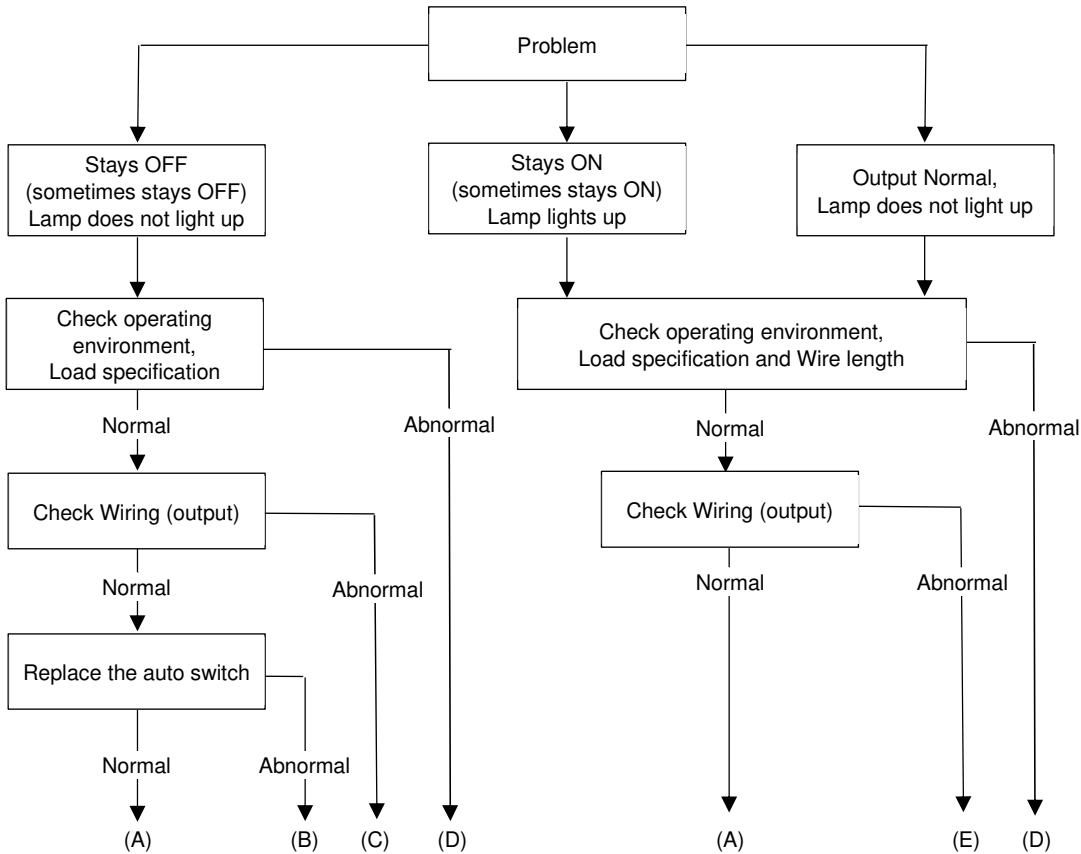 Problem
Stays OFF
(sometimes stays OFF)
Lamp does not light up
Stays ON
(sometimes stays ON)
Lamp lights up
Output Normal,
Lamp does not light up
Check operating
environment,
Load specification
Check operating environment,
Load specification and Wire length
Normal
Abnormal
Normal
Abnormal
Check Wiring (output)
Check Wiring (output)
Normal
Abnormal
Normal
Abnormal
Replace the auto switch
Normal
Abnormal
(A)
(B)
(C)
(D)
(A)
(E)
(D)